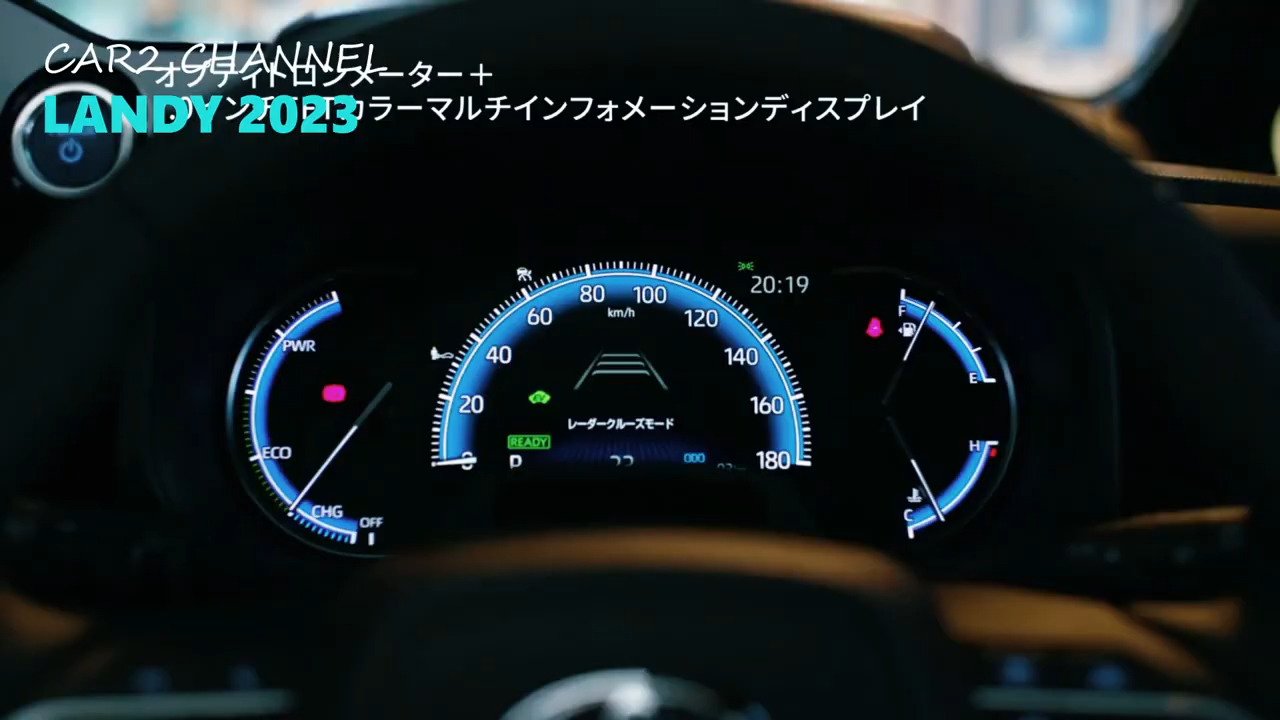 CAR2 CHANNEL
オプティトロンメーター＋
LANDY 2023
カラーマルチインフォメーションディスプレイ
20:19
PWR
ECO
CHG
OFF
0
20
40
60
80
100
120
140
160
180
km/h
レーダークルーズモード
EV
READY
P
ODO
F
E
H
C